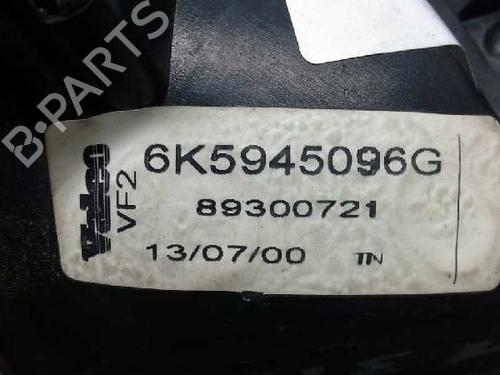 B-PARTS
Valeo
VF2
6K5945096G
89300721
13/07/00 TN